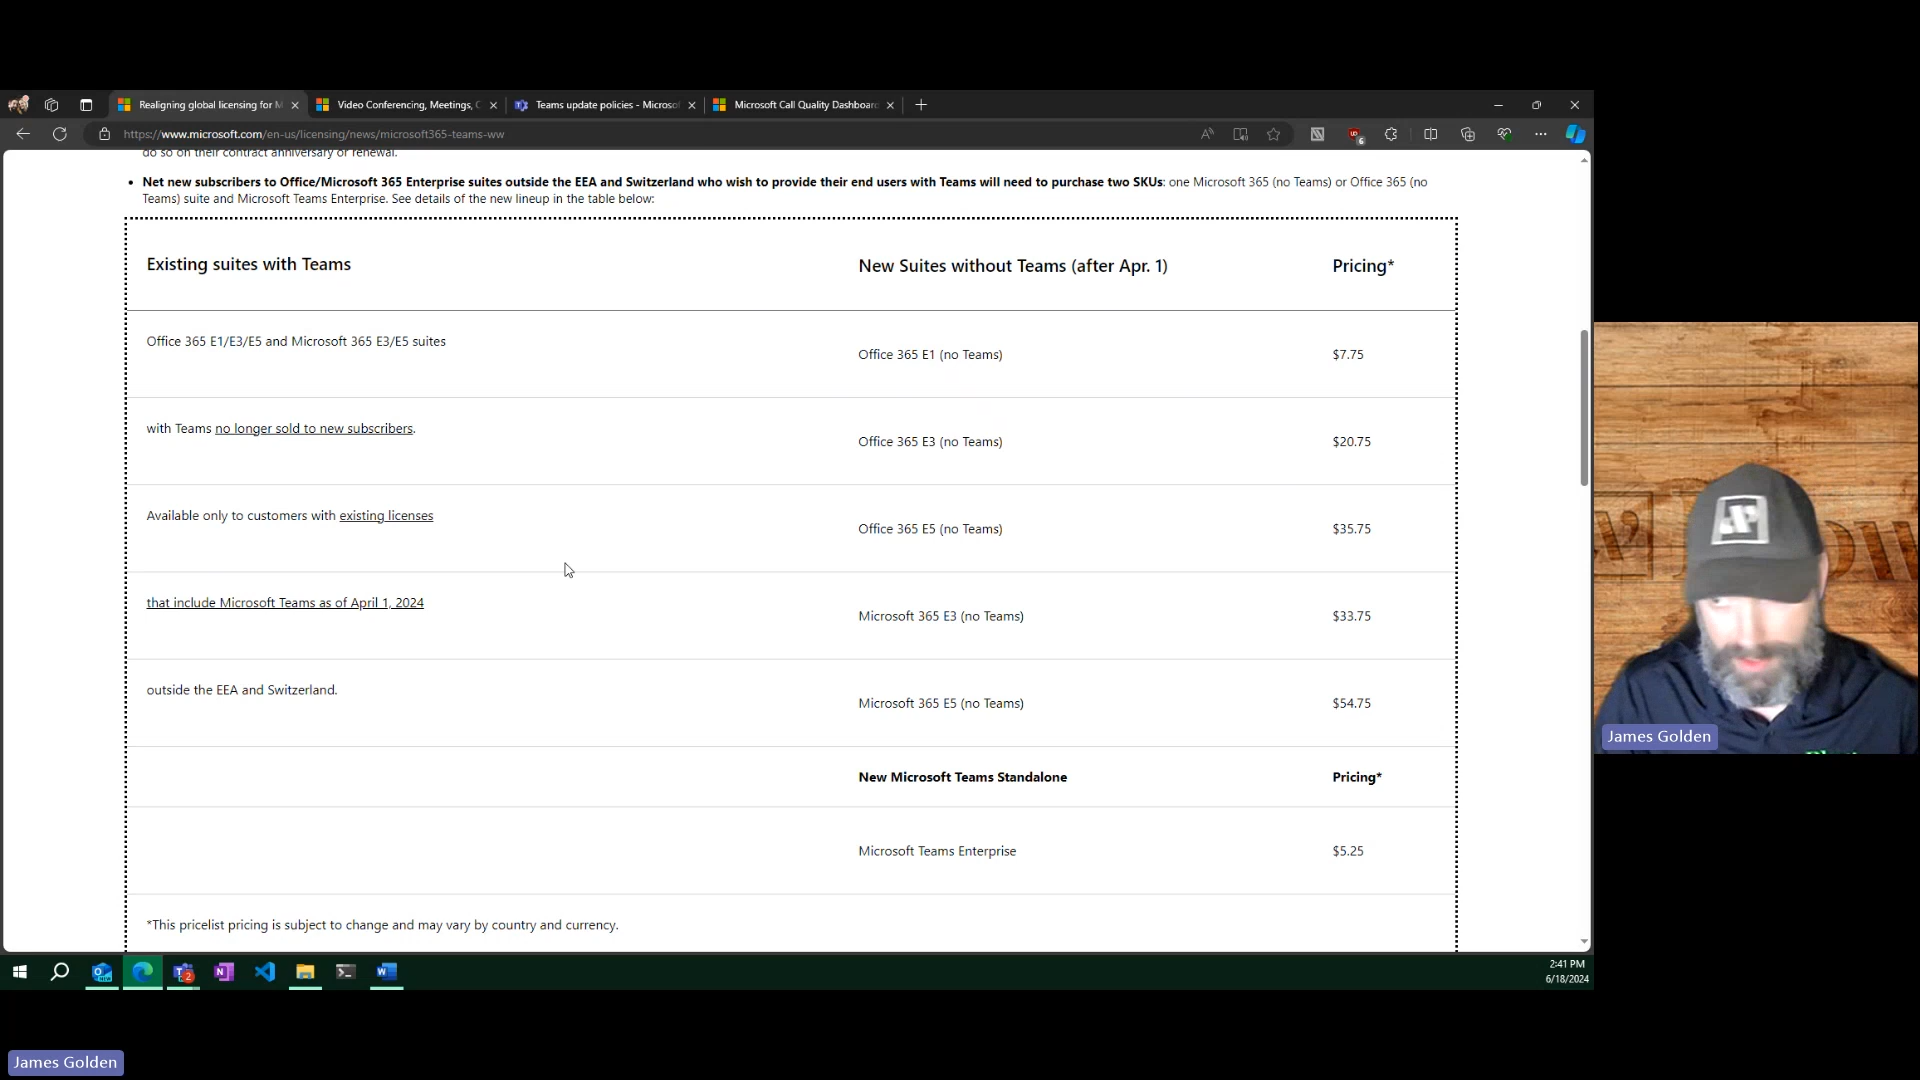 Realigning global licensing for M
Video Conferencing, Meetings, C
Teams update policies - Microsof
Microsoft Call Quality Dashboard
https://www.microsoft.com/en-us/licensing/news/microsoft365-teams-ww
6
do so on their contract anniversary or renewal.
• Net new subscribers to Office/Microsoft 365 Enterprise suites outside the EEA and Switzerland who wish to provide their end users with Teams will need to purchase two SKUs: one Microsoft 365 (no Teams) or Office 365 (no
Teams) suite and Microsoft Teams Enterprise. See details of the new lineup in the table below:
Existing suites with Teams
New Suites without Teams (after Apr. 1)
Pricing*
Office 365 E1/E3/E5 and Microsoft 365 E3/E5 suites
Office 365 E1 (no Teams)
$7.75
with Teams no longer sold to new subscribers.
Office 365 E3 (no Teams)
$20.75
Available only to customers with existing licenses
Office 365 E5 (no Teams)
$35.75
that include Microsoft Teams as of April 1, 2024
Microsoft 365 E3 (no Teams)
$33.75
outside the EEA and Switzerland.
Microsoft 365 E5 (no Teams)
$54.75
New Microsoft Teams Standalone
Pricing*
Microsoft Teams Enterprise
$5.25
*This pricelist pricing is subject to change and may vary by country and currency.
James Golden
2:41 PM
6/18/2024
James Golden